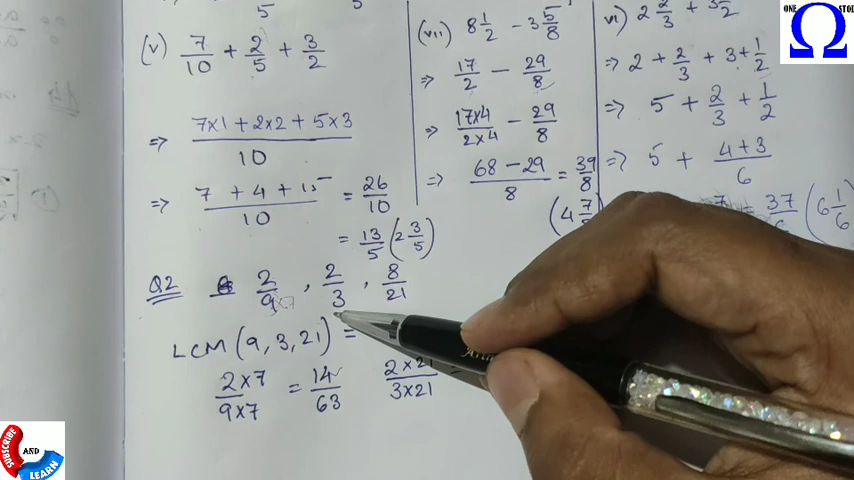 5
(v) 7/10 + 2/5 + 3/2
⇒ 7×1 + 2×2 + 5×3 / 10
⇒ 7 + 4 + 15 / 10 = 26/10
= 13/5 (2 3/5)
(vii) 8 1/2 - 3 5/8
⇒ 17/2 - 29/8
⇒ 17×4/2×4 - 29/8
⇒ 68 - 29 / 8 = 39/8
(4 7/
vi) 2 2/3 + 3 1/2
⇒ 2 + 2/3 + 3 + 1/2
⇒ 5 + 2/3 + 1/2
⇒ 5 + 4+3 / 6
= 37/6 (6 1/6)
Q2 2/9 , 2/3 , 8/21
LCM (9, 3, 21) =
2×7/9×7 = 14/63 2×21/3×21 =
ONE
STOP
SUBSCRIBE
AND
LEARN